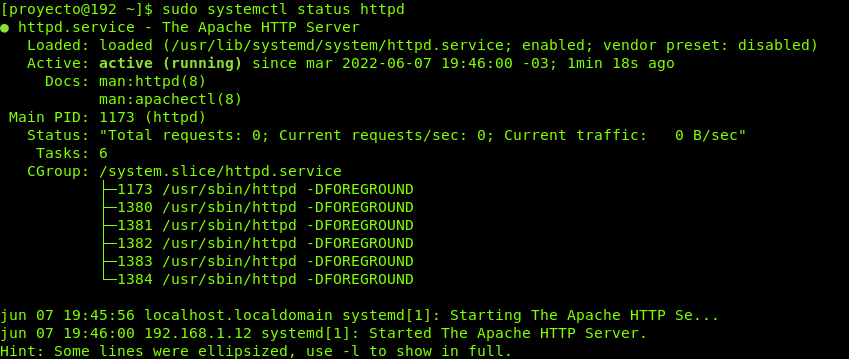 [proyecto@192 ~]$ sudo systemctl status httpd
● httpd.service - The Apache HTTP Server
   Loaded: loaded (/usr/lib/systemd/system/httpd.service; enabled; vendor preset: disabled)
   Active: active (running) since mar 2022-06-07 19:46:00 -03; 1min 18s ago
     Docs: man:httpd(8)
           man:apachectl(8)
 Main PID: 1173 (httpd)
   Status: "Total requests: 0; Current requests/sec: 0; Current traffic:   0 B/sec"
    Tasks: 6
   CGroup: /system.slice/httpd.service
           ├─1173 /usr/sbin/httpd -DFOREGROUND
           ├─1380 /usr/sbin/httpd -DFOREGROUND
           ├─1381 /usr/sbin/httpd -DFOREGROUND
           ├─1382 /usr/sbin/httpd -DFOREGROUND
           ├─1383 /usr/sbin/httpd -DFOREGROUND
           └─1384 /usr/sbin/httpd -DFOREGROUND

jun 07 19:45:56 localhost.localdomain systemd[1]: Starting The Apache HTTP Se...
jun 07 19:46:00 192.168.1.12 systemd[1]: Started The Apache HTTP Server.
Hint: Some lines were ellipsized, use -l to show in full.